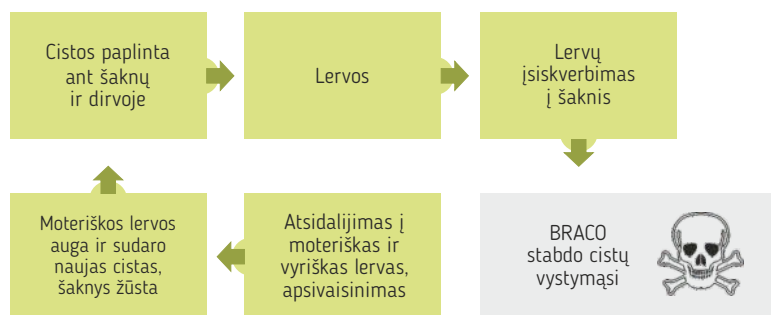 Cistos paplinta
ant šaknų
ir dirvoje
Lervos
Lervų
įsiskverbimas
į šaknis
BRACO
stabdo cistų
vystymąsi
Atsidalijimas į
moteriškas ir
vyriškas lervas,
apsivaisinimas
Moteriškos lervos
auga ir sudaro
naujas cistas,
šaknys žūsta